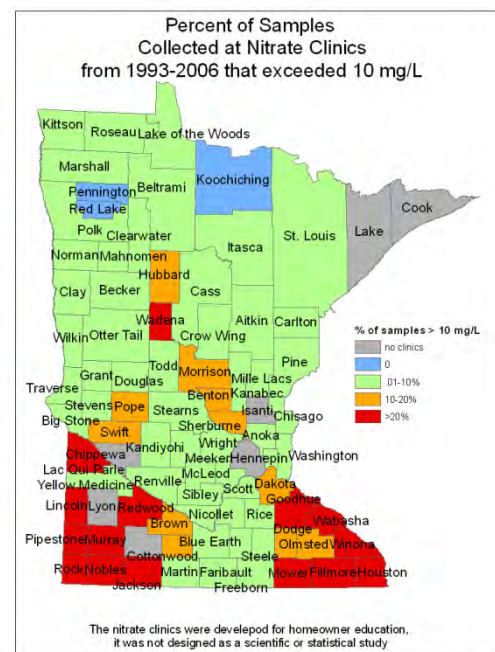 Percent of Samples
Collected at Nitrate Clinics
from 1993-2006 that exceeded 10 mg/L
Kittson
Roseau
Lake of the Woods
Marshall
Koochiching
Pennington
Beltrami
Cook
Red Lake
St. Louis
Lake
Polk
Clearwater
Itasca
Norman
Mahnomen
Hubbard
Clay
Becker
Cass
Wadena
Aitkin
Carlton
Wilkin
Otter Tail
Crow Wing
% of samples > 10 mg/L
no clinics
0
.01-10%
10-20%
>20%
Todd
Morrison
Pine
Grant
Douglas
Mille Lacs
Traverse
Benton
Kanabec
Stevens
Pope
Stearns
Isanti
Chisago
Big Stone
Sherburne
Swift
Anoka
Wright
Chippewa
Kandiyohi
Meeker
Hennepin
Washington
Lac Qui Parle
McLeod
Yellow Medicine
Renville
Scott
Dakota
Sibley
Goodhue
Lincoln
Lyon
Redwood
Nicollet
Rice
Wabasha
Brown
Dodge
Pipestone
Murray
Blue Earth
Olmsted
Winona
Cottonwood
Steele
Rock
Nobles
Martin
Faribault
Mower
Fillmore
Houston
Jackson
Freeborn
The nitrate clinics were develepod for homeowner education,
it was not designed as a scientific or statistical study